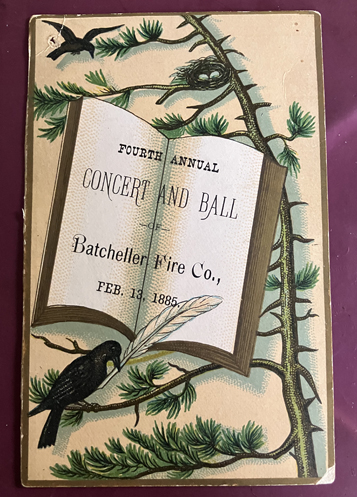 FOURTH ANNUAL
CONCERT AND BALL
—OF—
Batcheller Fire Co.,
FEB. 13, 1885.